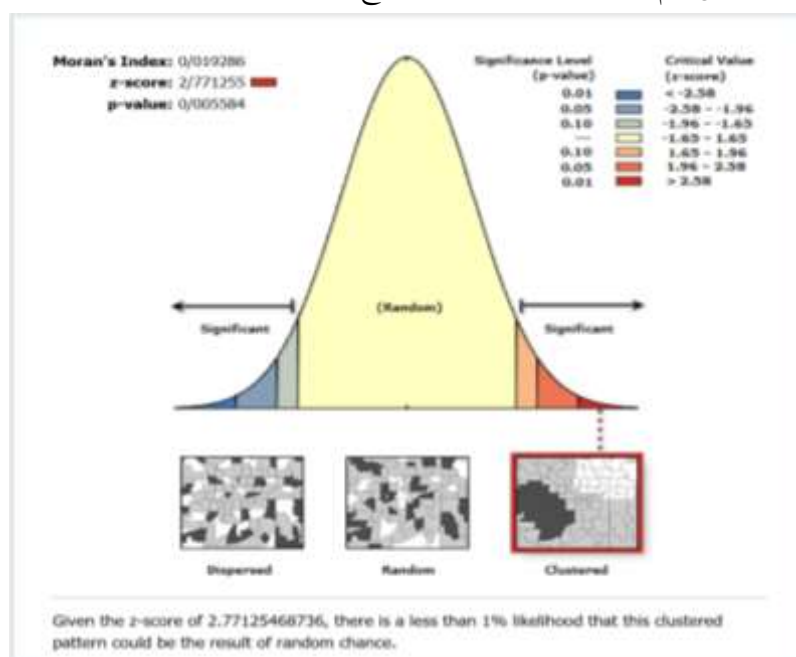 Moran's Index: 0/019286
z-score: 2/771255
p-value: 0/005584
Significance Level
(p-value)
Critical Value
(z-score)
0.01 < -2.58
0.05 -2.58 - -1.96
0.10 -1.96 - -1.65
— -1.65 - 1.65
0.10 1.65 - 1.96
0.05 1.96 - 2.58
0.01 > 2.58
(Random)
Significant
Significant
Dispersed
Random
Clustered
Given the z-score of 2.77125468736, there is a less than 1% likelihood that this clustered
pattern could be the result of random chance.